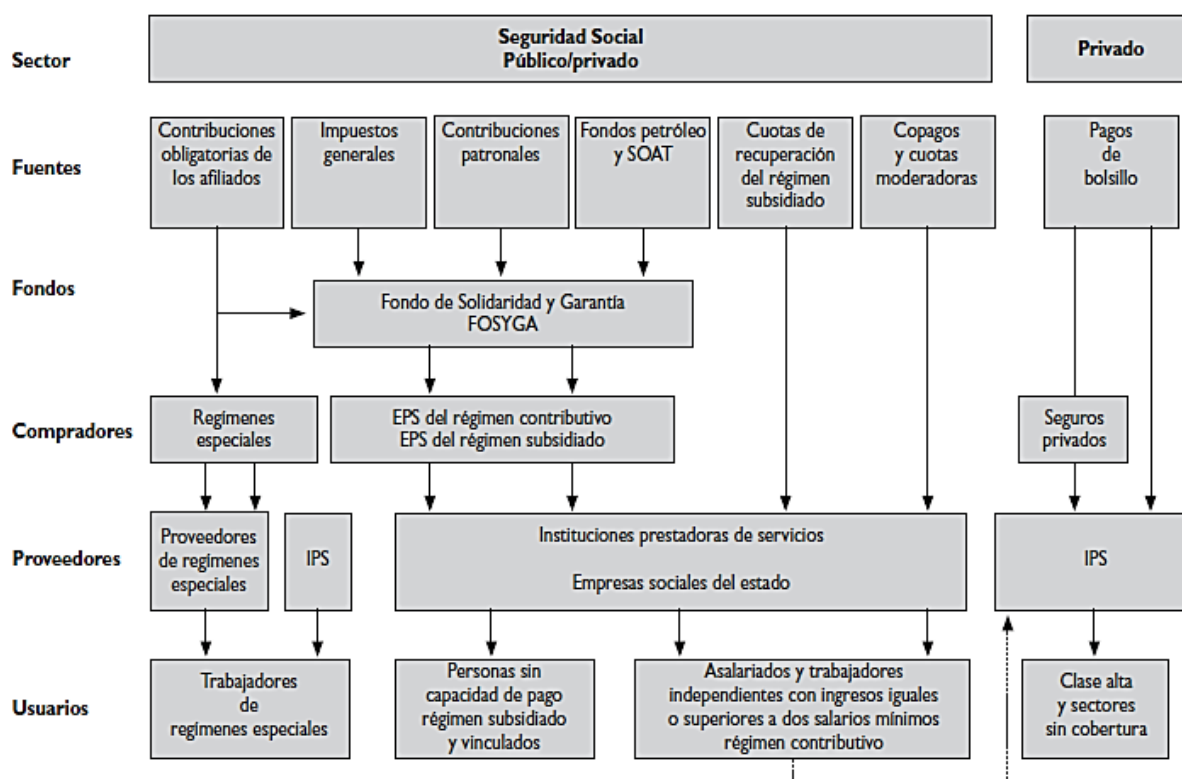 Sector
Seguridad Social
Público/privado
Privado
Fuentes
Contribuciones
obligatorias de
los afiliados
Impuestos
generales
Contribuciones
patronales
Fondos petróleo
y SOAT
Cuotas de
recuperación
del régimen
subsidiado
Copagos
y cuotas
moderadoras
Pagos
de
bolsillo
Fondos
Fondo de Solidaridad y Garantía
FOSYGA
Compradores
Regímenes
especiales
EPS del régimen contributivo
EPS del régimen subsidiado
Seguros
privados
Proveedores
Proveedores
de regímenes
especiales
IPS
Instituciones prestadoras de servicios
Empresas sociales del estado
IPS
Usuarios
Trabajadores
de
regímenes especiales
Personas sin
capacidad de pago
régimen subsidiado
y vinculados
Asalariados y trabajadores
independientes con ingresos iguales
o superiores a dos salarios mínimos
régimen contributivo
Clase alta
y sectores
sin cobertura